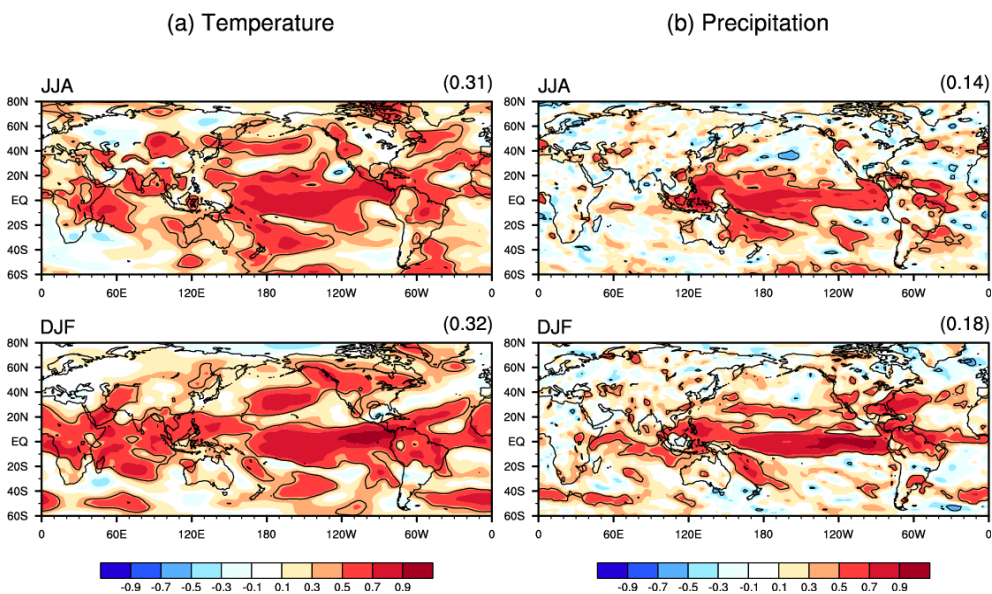 (a) Temperature
(b) Precipitation
JJA (0.31)
80N
60N
40N
20N
EQ
20S
40S
60S
0 60E 120E 180 120W 60W 0
JJA (0.14)
80N
60N
40N
20N
EQ
20S
40S
60S
0 60E 120E 180 120W 60W 0
DJF (0.32)
80N
60N
40N
20N
EQ
20S
40S
60S
0 60E 120E 180 120W 60W 0
DJF (0.18)
80N
60N
40N
20N
EQ
20S
40S
60S
0 60E 120E 180 120W 60W 0
-0.9 -0.7 -0.5 -0.3 -0.1 0.1 0.3 0.5 0.7 0.9
-0.9 -0.7 -0.5 -0.3 -0.1 0.1 0.3 0.5 0.7 0.9